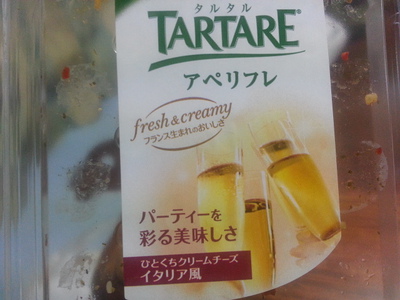 タルタル
TARTARE®
アペリフレ
fresh&creamy
フランス生まれのおいしさ
パーティーを
彩る美味しさ
ひとくちクリームチーズ
イタリア風